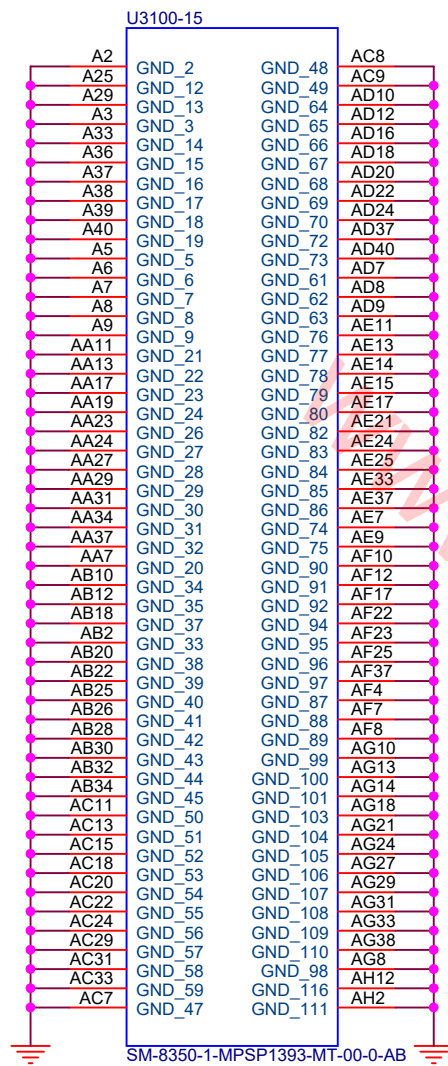 U3100-15
A2 GND_2 GND_48 AC8
A25 GND_12 GND_49 AC9
A29 GND_13 GND_64 AD10
A3 GND_3 GND_65 AD12
A33 GND_14 GND_66 AD16
A36 GND_15 GND_67 AD18
A37 GND_16 GND_68 AD20
A38 GND_17 GND_69 AD22
A39 GND_18 GND_70 AD24
A40 GND_19 GND_72 AD37
A5 GND_5 GND_73 AD40
A6 GND_6 GND_61 AD7
A7 GND_7 GND_62 AD8
A8 GND_8 GND_63 AD9
A9 GND_9 GND_76 AE11
AA11 GND_21 GND_77 AE13
AA13 GND_22 GND_78 AE14
AA17 GND_23 GND_79 AE15
AA19 GND_24 GND_80 AE17
AA23 GND_26 GND_82 AE21
AA24 GND_27 GND_83 AE24
AA27 GND_28 GND_84 AE25
AA29 GND_29 GND_85 AE33
AA31 GND_30 GND_86 AE37
AA34 GND_31 GND_74 AE7
AA37 GND_32 GND_75 AE9
AA7 GND_20 GND_90 AF10
AB10 GND_34 GND_91 AF12
AB12 GND_35 GND_92 AF17
AB18 GND_37 GND_94 AF22
AB2 GND_33 GND_95 AF23
AB20 GND_38 GND_96 AF25
AB22 GND_39 GND_97 AF37
AB25 GND_40 GND_87 AF4
AB26 GND_41 GND_88 AF7
AB28 GND_42 GND_89 AF8
AB30 GND_43 GND_99 AG10
AB32 GND_44 GND_100 AG13
AB34 GND_45 GND_101 AG14
AC11 GND_50 GND_103 AG18
AC13 GND_51 GND_104 AG21
AC15 GND_52 GND_105 AG24
AC18 GND_53 GND_106 AG27
AC20 GND_54 GND_107 AG29
AC22 GND_55 GND_108 AG31
AC24 GND_56 GND_109 AG33
AC29 GND_57 GND_110 AG38
AC31 GND_58 GND_98 AG8
AC33 GND_59 GND_116 AH12
AC7 GND_47 GND_111 AH2
SM-8350-1-MPSP1393-MT-00-0-AB